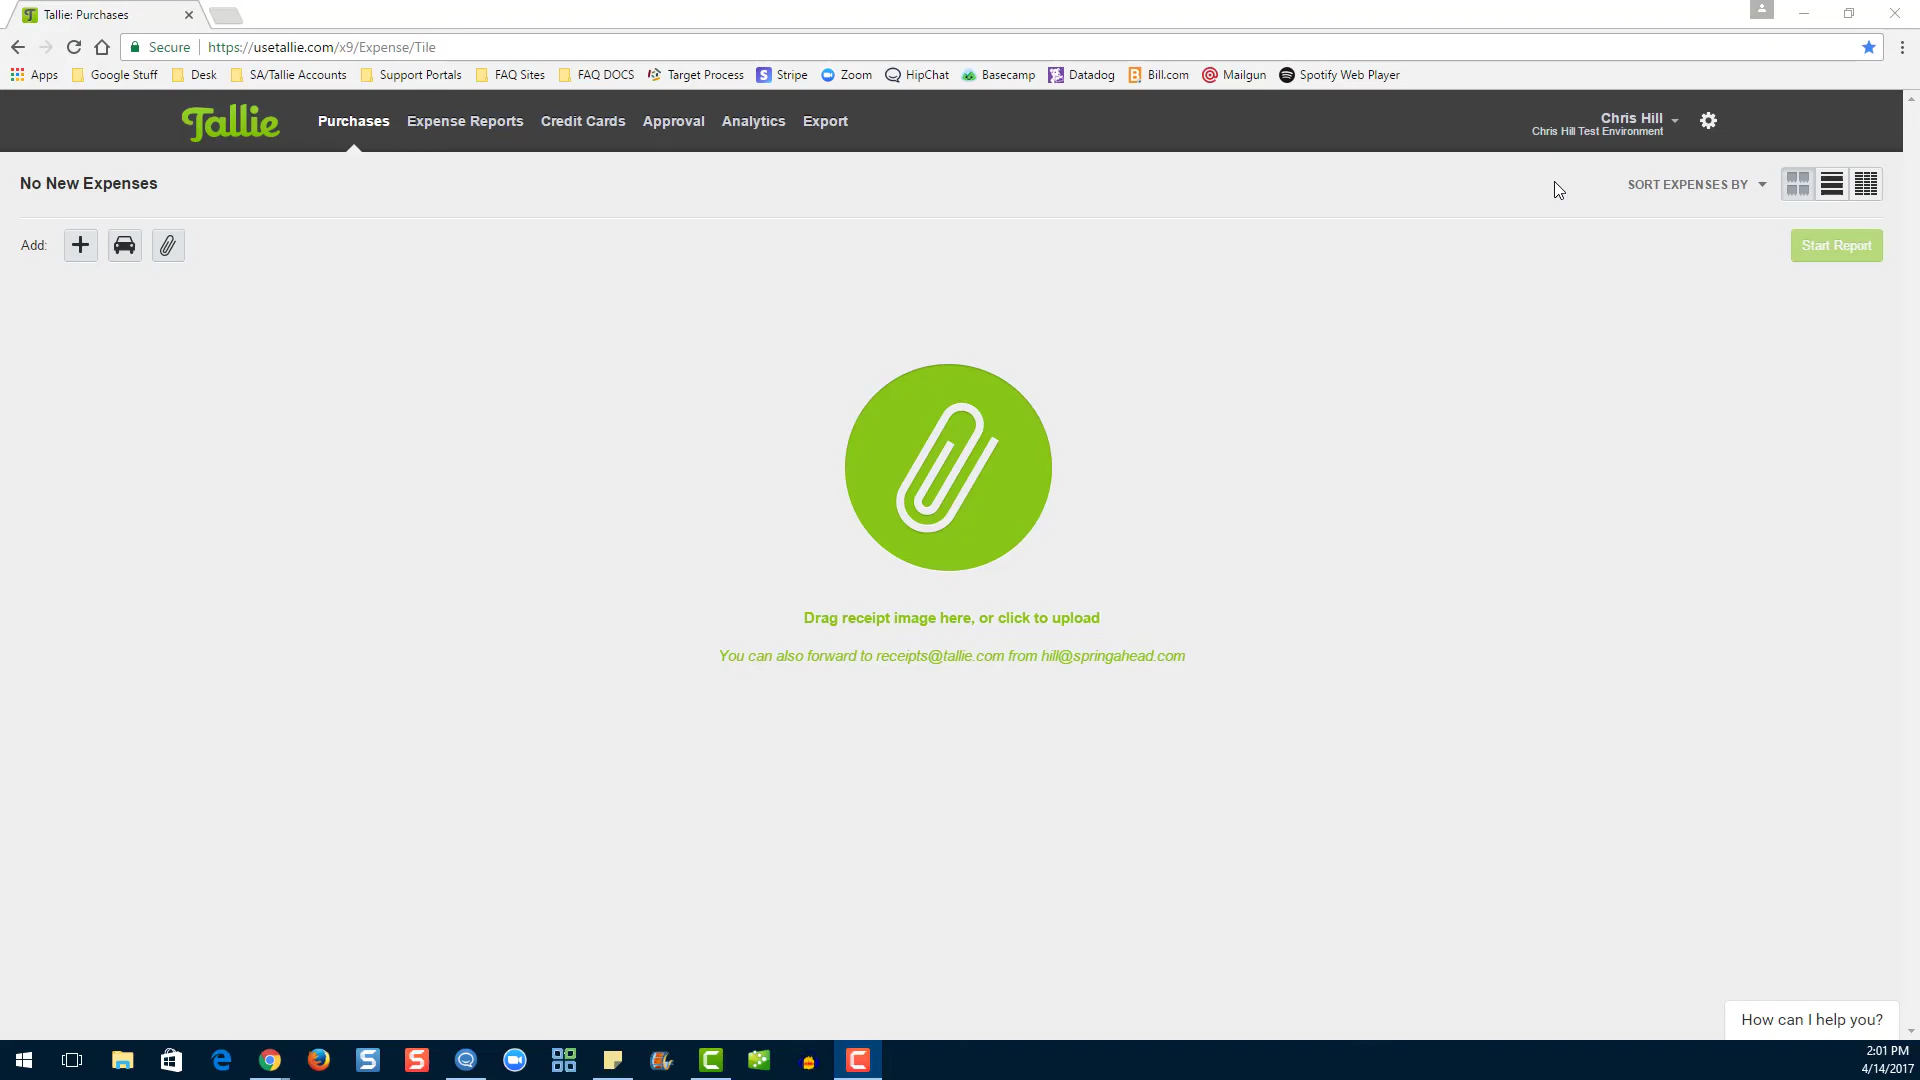 Tallie: Purchases
Secure https://usetallie.com/x9/Expense/Tile
Apps Google Stuff Desk SA/Tallie Accounts Support Portals FAQ Sites FAQ DOCS Target Process Stripe Zoom HipChat Basecamp Datadog Bill.com Mailgun Spotify Web Player
Tallie Purchases Expense Reports Credit Cards Approval Analytics Export Chris Hill
Chris Hill Test Environment
No New Expenses SORT EXPENSES BY
Add: Start Report
Drag receipt image here, or click to upload
You can also forward to receipts@tallie.com from hill@springahead.com
How can I help you?
2:01 PM
4/14/2017